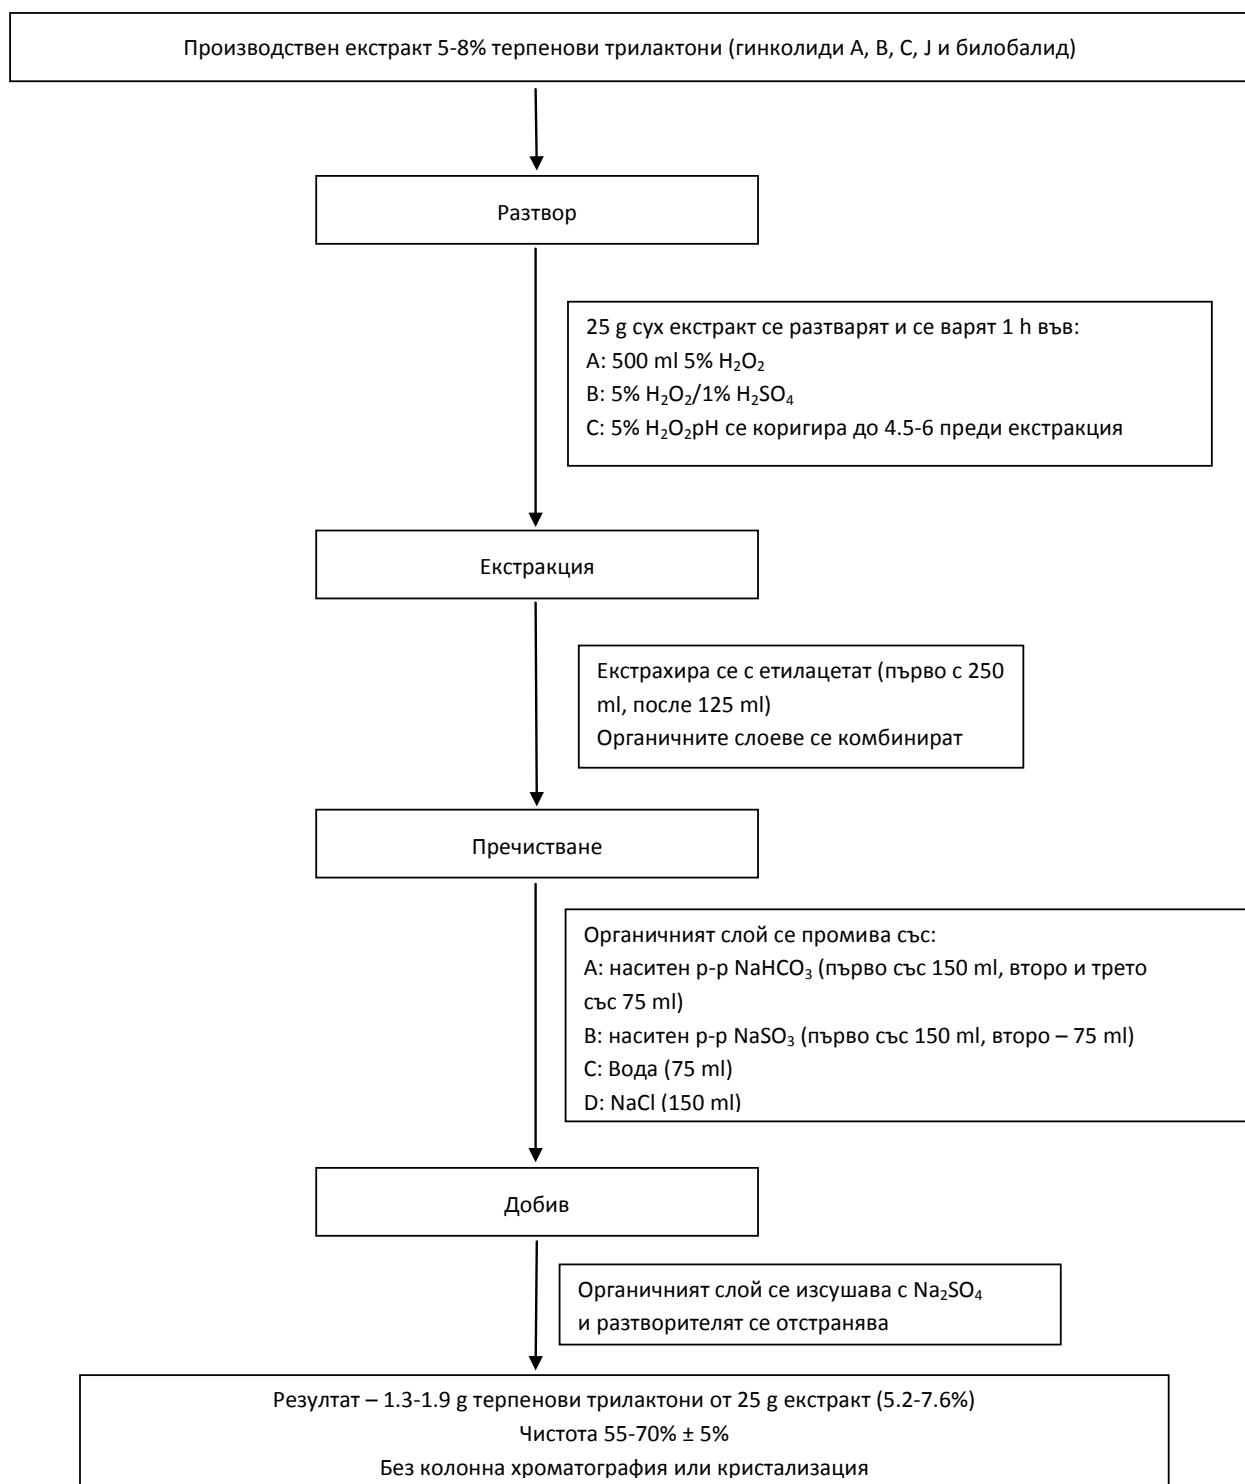 Производствен екстракт 5-8% терпенови трилактони (гинколиди А, В, С, J и билобалид)
Разтвор
25 g сух екстракт се разтварят и се варят 1 h във:
А: 500 ml 5% H₂O₂
В: 5% H₂O₂/1% H₂SO₄
С: 5% H₂O₂pH се коригира до 4.5-6 преди екстракция
Екстракция
Екстрахира се с етилацетат (първо с 250
ml, после 125 ml)
Органичните слоеве се комбинират
Пречистване
Органичният слой се промива със:
А: наситен р-р NaHCO₃ (първо със 150 ml, второ и трето
със 75 ml)
В: наситен р-р NaSO₃ (първо със 150 ml, второ – 75 ml)
С: Вода (75 ml)
D: NaCl (150 ml)
Добив
Органичният слой се изсушава с Na₂SO₄
и разтворителят се отстранява
Резултат – 1.3-1.9 g терпенови трилактони от 25 g екстракт (5.2-7.6%)
Чистота 55-70% ± 5%
Без колонна хроматография или кристализация